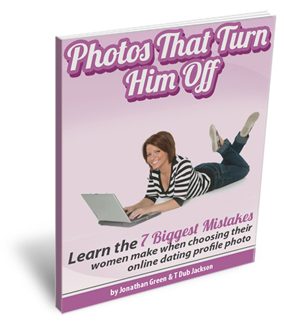 Photos That Turn
Him Off
Learn the 7 Biggest Mistakes
women make when choosing their
online dating profile photo
by Jonathan Green & T Dub Jackson